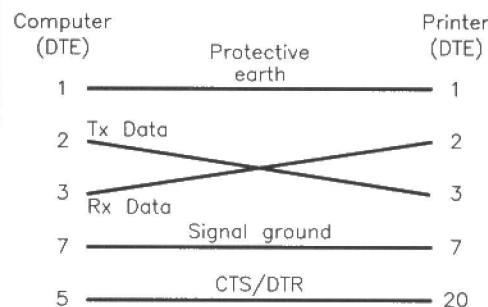 Computer
(DTE)
Printer
(DTE)
Protective
earth
1 1
Tx Data
2 2
3 3
Rx Data
Signal ground
7 7
CTS/DTR
5 20